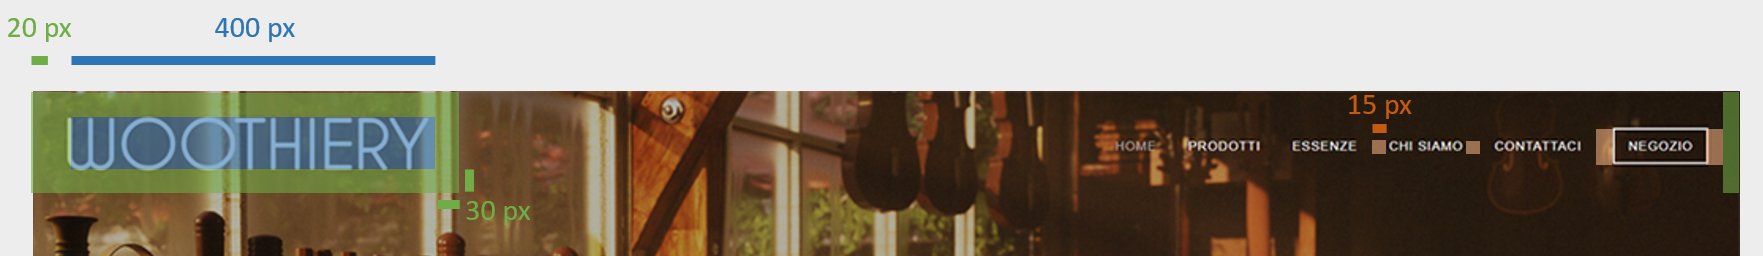 20 px
400 px
15 px
WOOTHIERY
HOME PRODOTTI ESSENZE CHI SIAMO CONTATTACI NEGOZIO
30 px